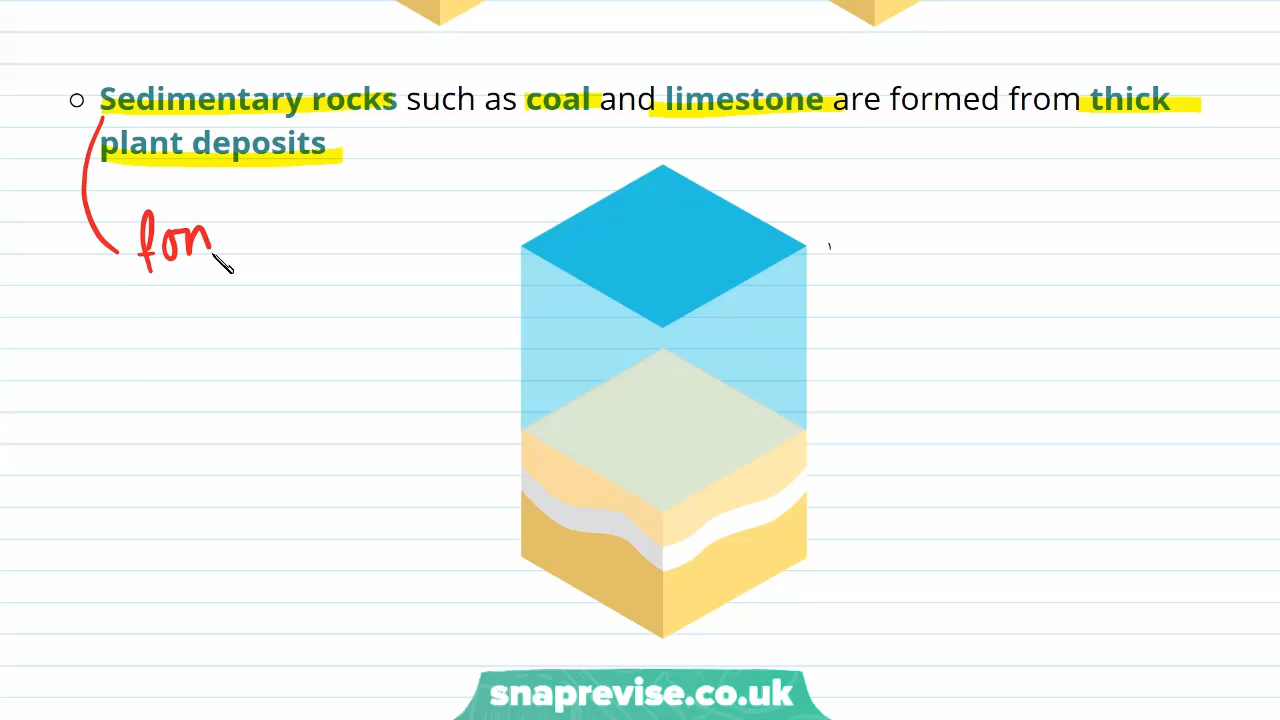 Sedimentary rocks such as coal and limestone are formed from thick
plant deposits
fon
snaprevise.co.uk